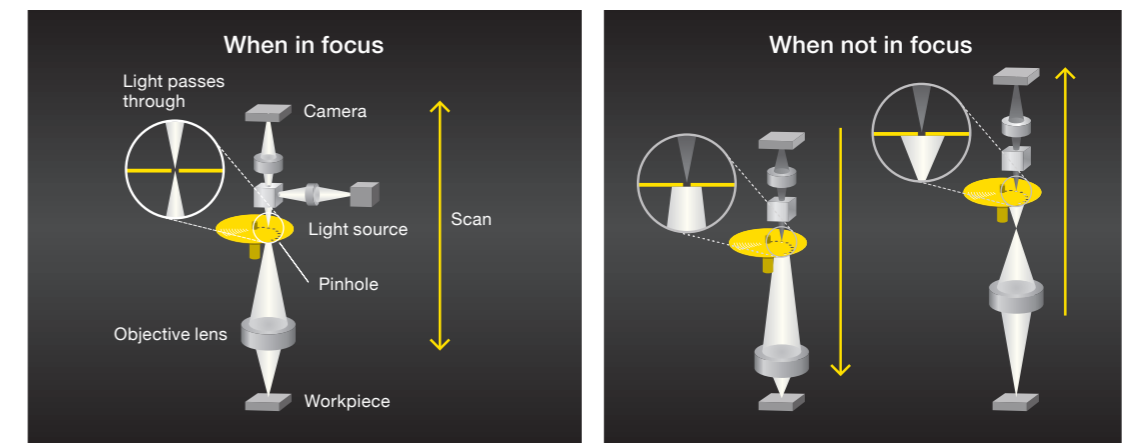 When in focus
Light passes
through
Camera
Scan
Light source
Pinhole
Objective lens
Workpiece
When not in focus